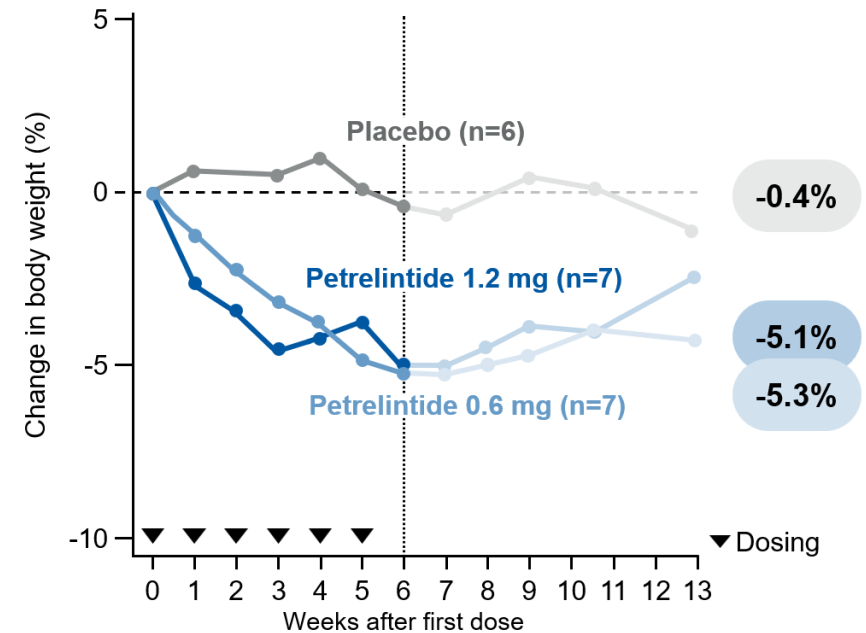 Change in body weight (%)
5
0
-5
-10
Placebo (n=6)
Petrelintide 1.2 mg (n=7)
Petrelintide 0.6 mg (n=7)
-0.4%
-5.1%
-5.3%
Dosing
0 1 2 3 4 5 6 7 8 9 10 11 12 13
Weeks after first dose